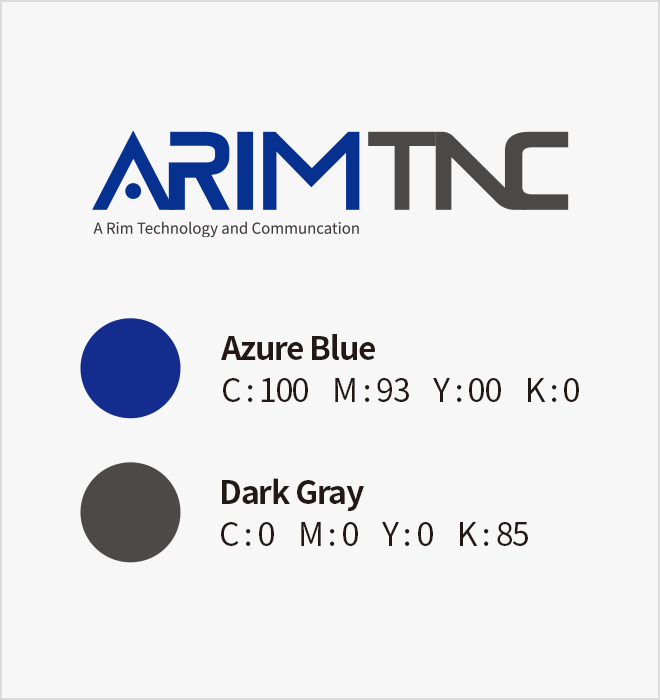 ARIMTNC
A Rim Technology and Communcation
Azure Blue
C:100 M:93 Y:00 K:0
Dark Gray
C:0 M:0 Y:0 K:85